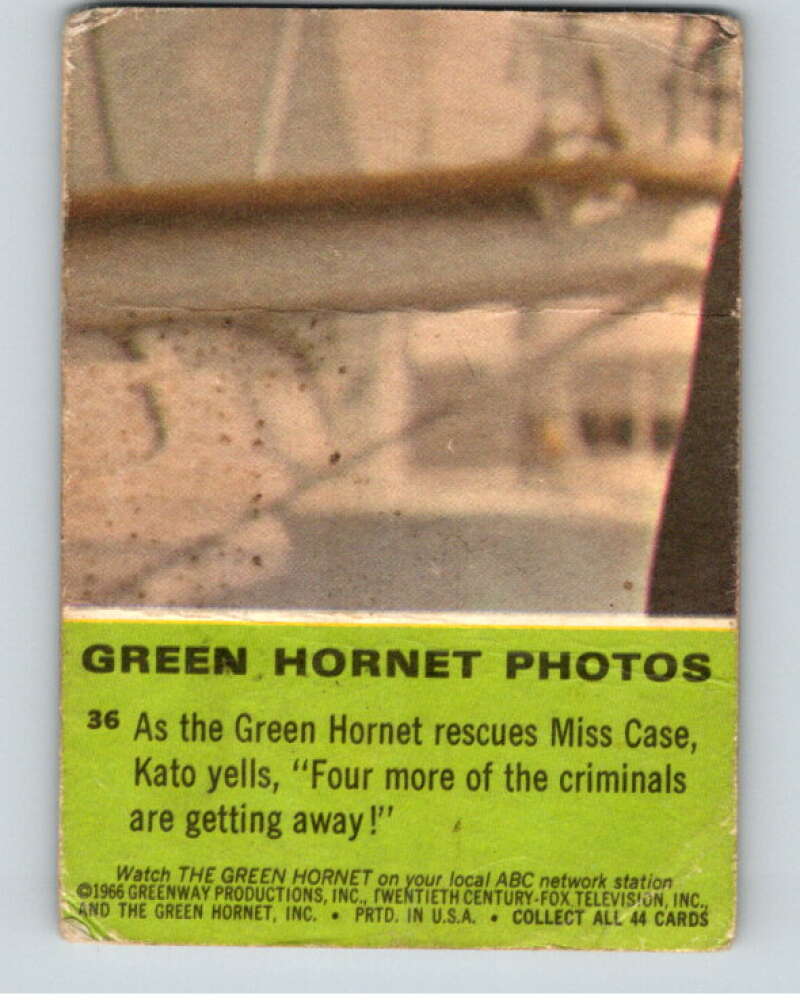 GREEN HORNET PHOTOS
36 As the Green Hornet rescues Miss Case,
Kato yells, "Four more of the criminals
are getting away!"
Watch THE GREEN HORNET on your local ABC network station
©1966 GREENWAY PRODUCTIONS, INC., TWENTIETH CENTURY-FOX TELEVISION, INC.,
AND THE GREEN HORNET, INC. • PRTD. IN U.S.A. • COLLECT ALL 44 CARDS